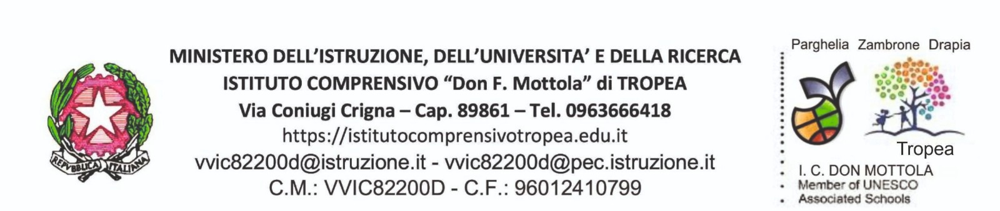 MINISTERO DELL’ISTRUZIONE, DELL’UNIVERSITA’ E DELLA RICERCA
ISTITUTO COMPRENSIVO “Don F. Mottola” di TROPEA
Via Coniugi Crigna – Cap. 89861 – Tel. 0963666418
https://istitutocomprensivotropea.edu.it
vvic82200d@istruzione.it - vvic82200d@pec.istruzione.it
C.M.: VVIC82200D - C.F.: 96012410799
REPVBBLICA ITALIANA
Parghelia Zambrone Drapia
Tropea
I. C. DON MOTTOLA
Member of UNESCO
Associated Schools